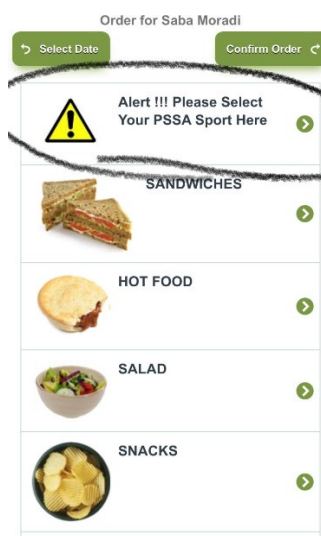 Order for Saba Moradi
Select Date
Confirm Order
Alert !!! Please Select
Your PSSA Sport Here
SANDWICHES
HOT FOOD
SALAD
SNACKS